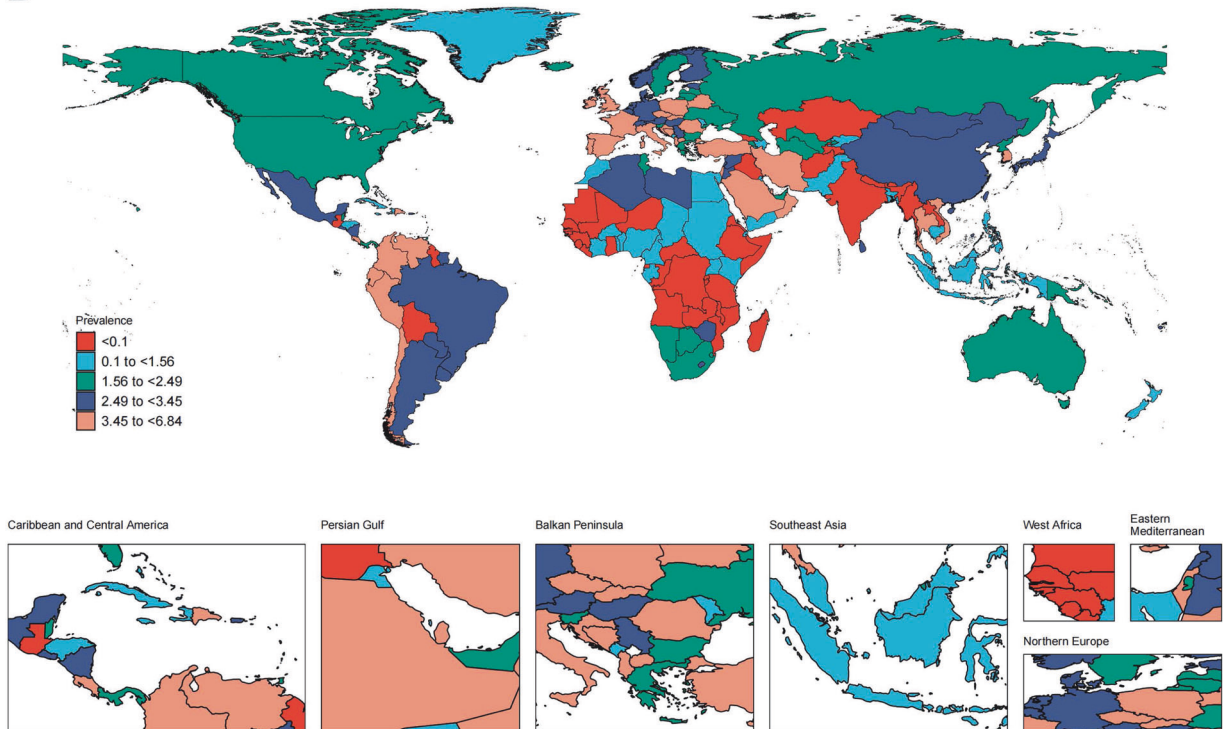 Prevalence
<0.1
0.1 to <1.56
1.56 to <2.49
2.49 to <3.45
3.45 to <6.84
Caribbean and Central America
Persian Gulf
Balkan Peninsula
Southeast Asia
West Africa
Eastern
Mediterranean
Northern Europe